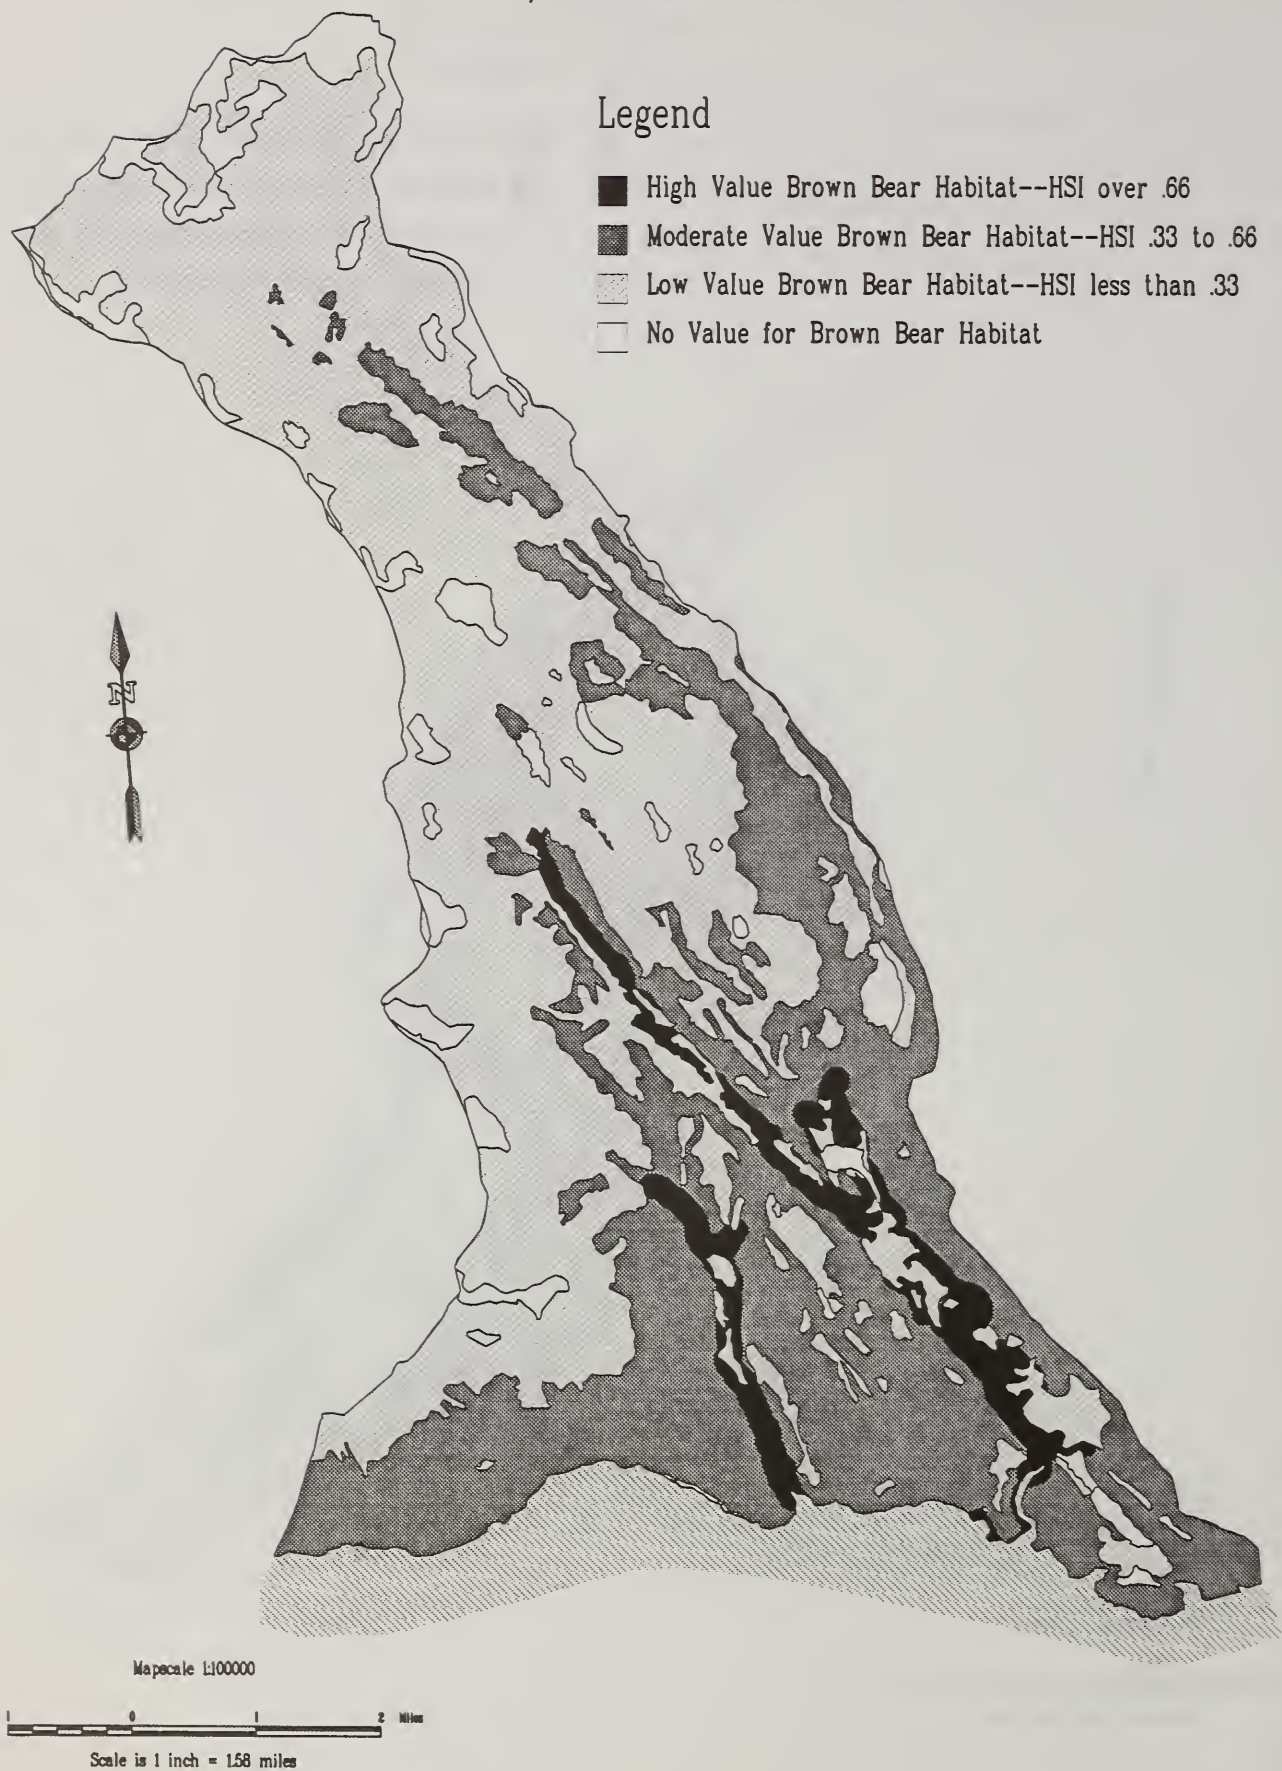 Legend
High Value Brown Bear Habitat--HSI over .66
Moderate Value Brown Bear Habitat--HSI .33 to .66
Low Value Brown Bear Habitat--HSI less than .33
No Value for Brown Bear Habitat
N
Mapscale 1:100000
1 0 1 2 Miles
Scale is 1 inch = 1.58 miles